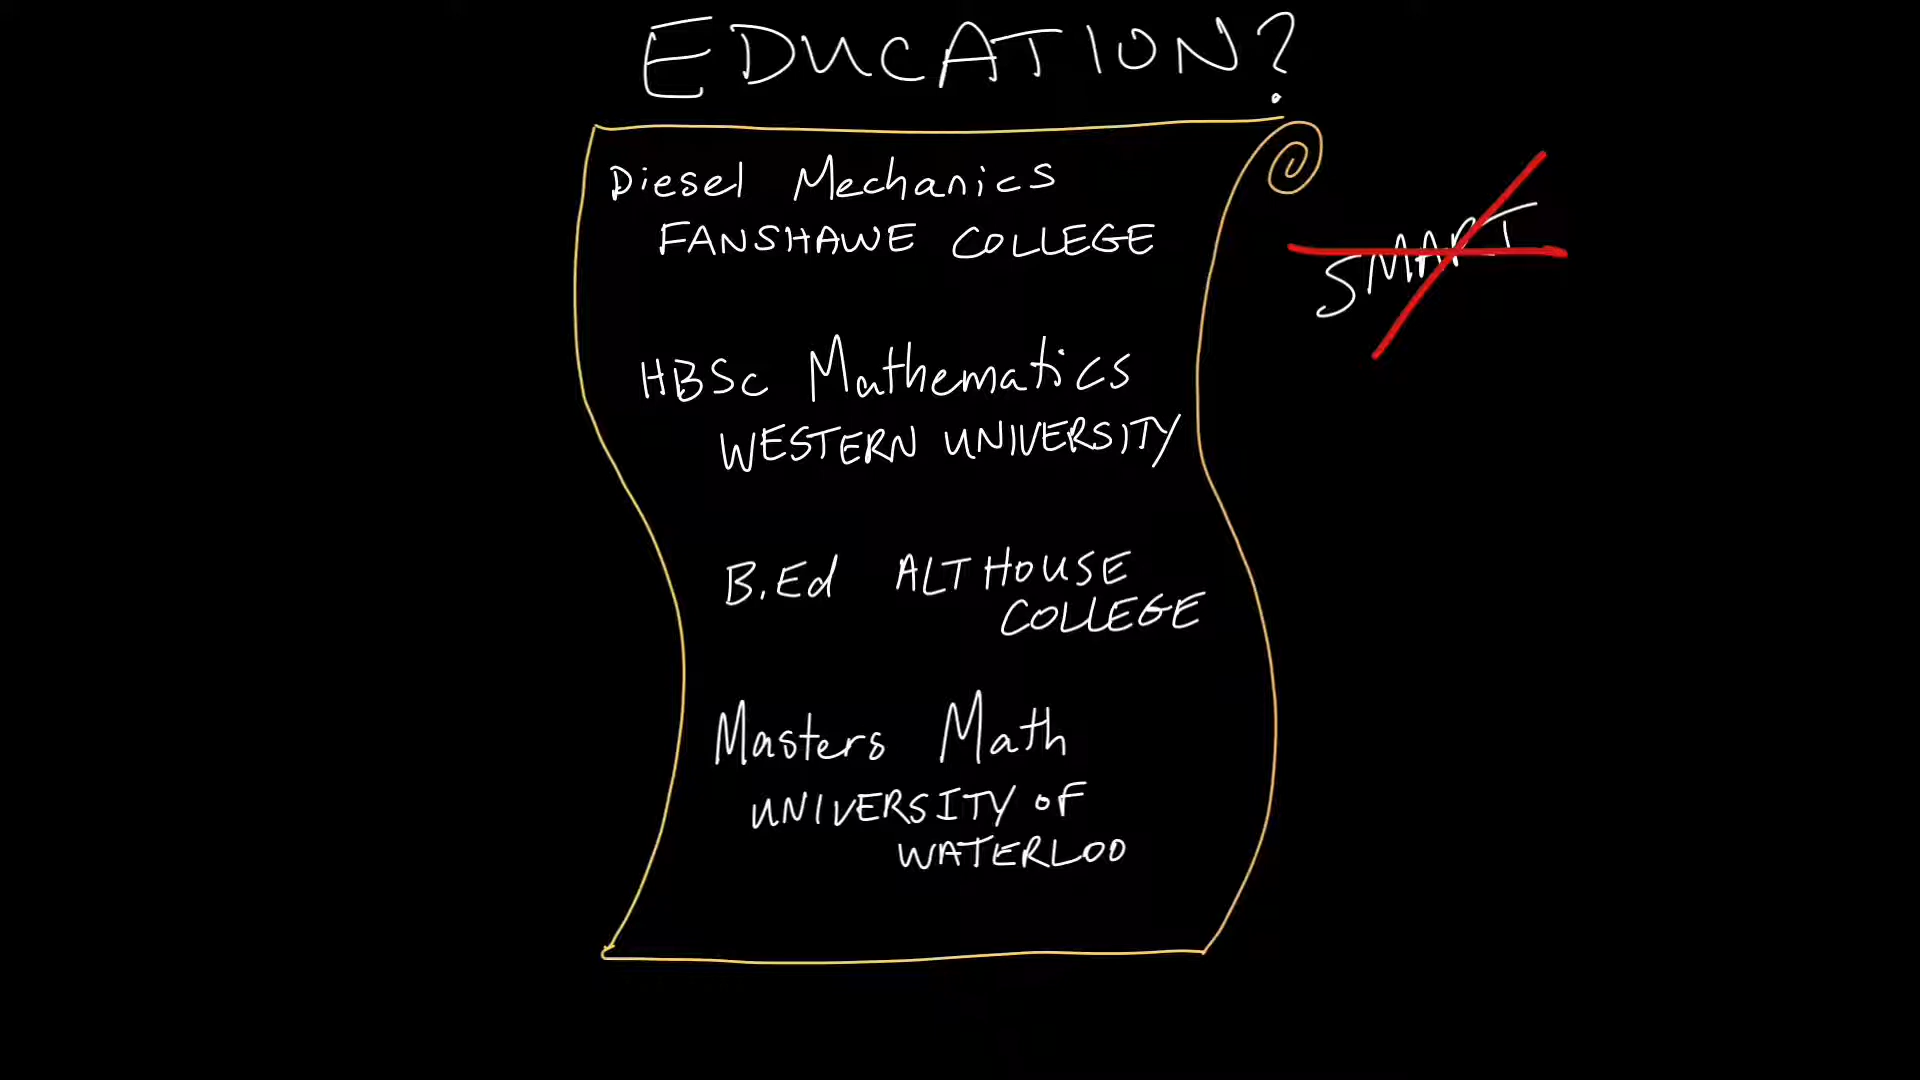 EDUCATION?
Diesel Mechanics
FANSHAWE COLLEGE
SMART
HBSc Mathematics
WESTERN UNIVERSITY
B.Ed ALTHOUSE
COLLEGE
Masters Math
UNIVERSITY OF
WATERLOO